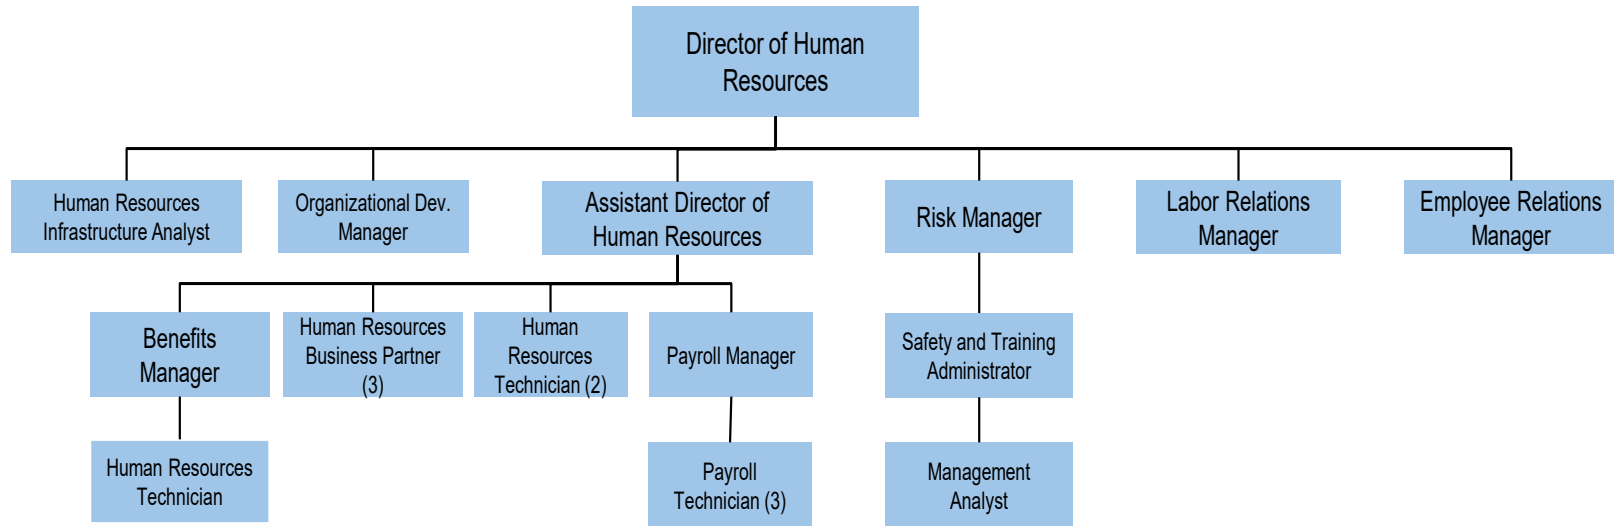 Director of Human
Resources
Human Resources
Infrastructure Analyst
Organizational Dev.
Manager
Assistant Director of
Human Resources
Risk Manager
Labor Relations
Manager
Employee Relations
Manager
Benefits
Manager
Human Resources
Business Partner
(3)
Human
Resources
Technician (2)
Payroll Manager
Safety and Training
Administrator
Human Resources
Technician
Payroll
Technician (3)
Management
Analyst